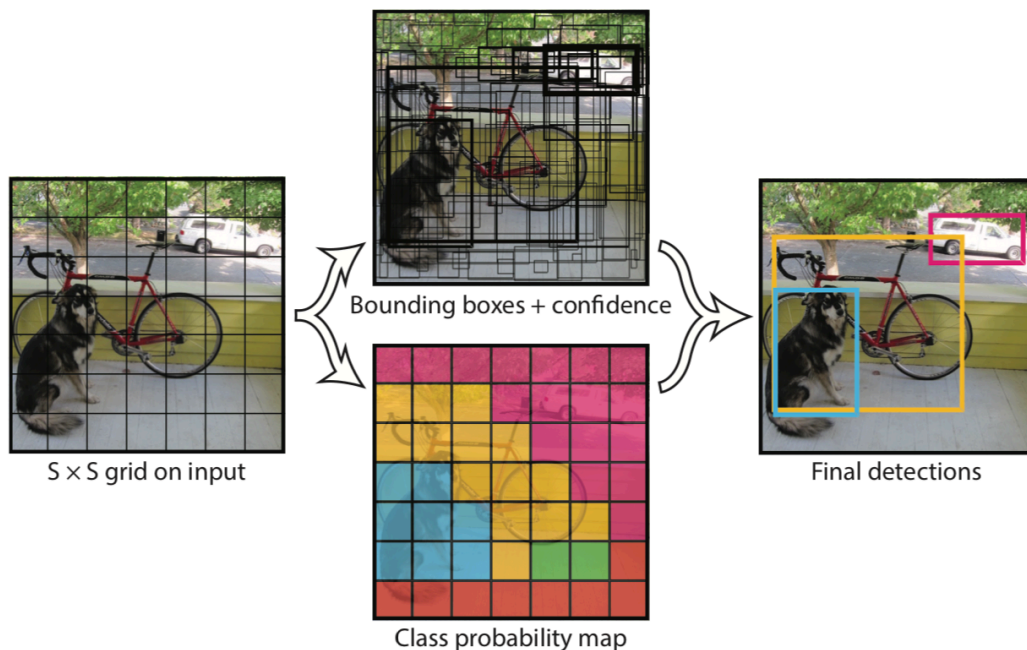 S × S grid on input
Bounding boxes + confidence
Class probability map
Final detections